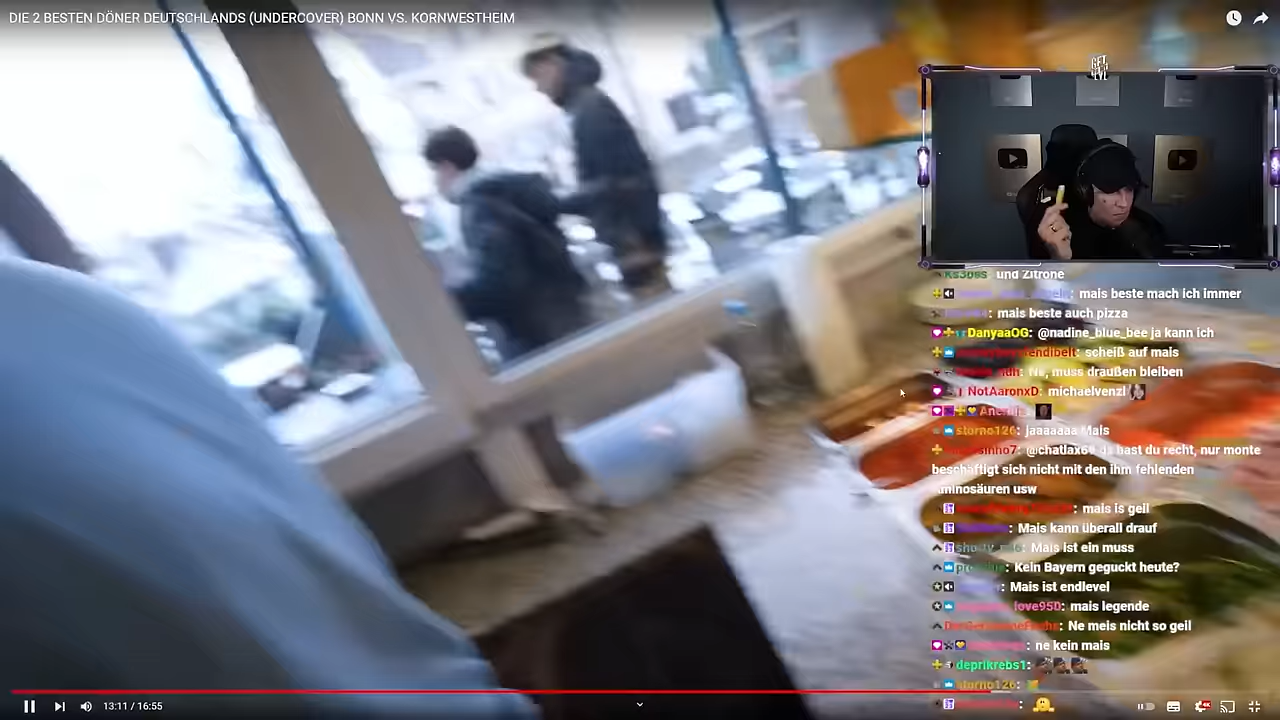 DIE 2 BESTEN DÖNER DEUTSCHLANDS (UNDERCOVER) BONN VS. KORNWESTHEIM
und Zitrone
: mais beste mach ich immer
: mais beste auch pizza
DanyaaOG: @nadine_blue_bee ja kann ich
: scheiß auf mais
muss draußen bleiben
NotAaronxD: michaelvenzl
storno126: jaaaaaaa Mais
: @chatlax69 da hast du recht, nur monte
beschäftigt sich nicht mit den ihm fehlenden
aminosäuren usw
: mais is geil
: Mais kann überall drauf
: Mais ist ein muss
: Kein Bayern geguckt heute?
: Mais ist endlevel
love950: mais legende
: Ne meis nicht so geil
: ne kein mais
deprikrebs1:
storno126:
13:11 / 16:55